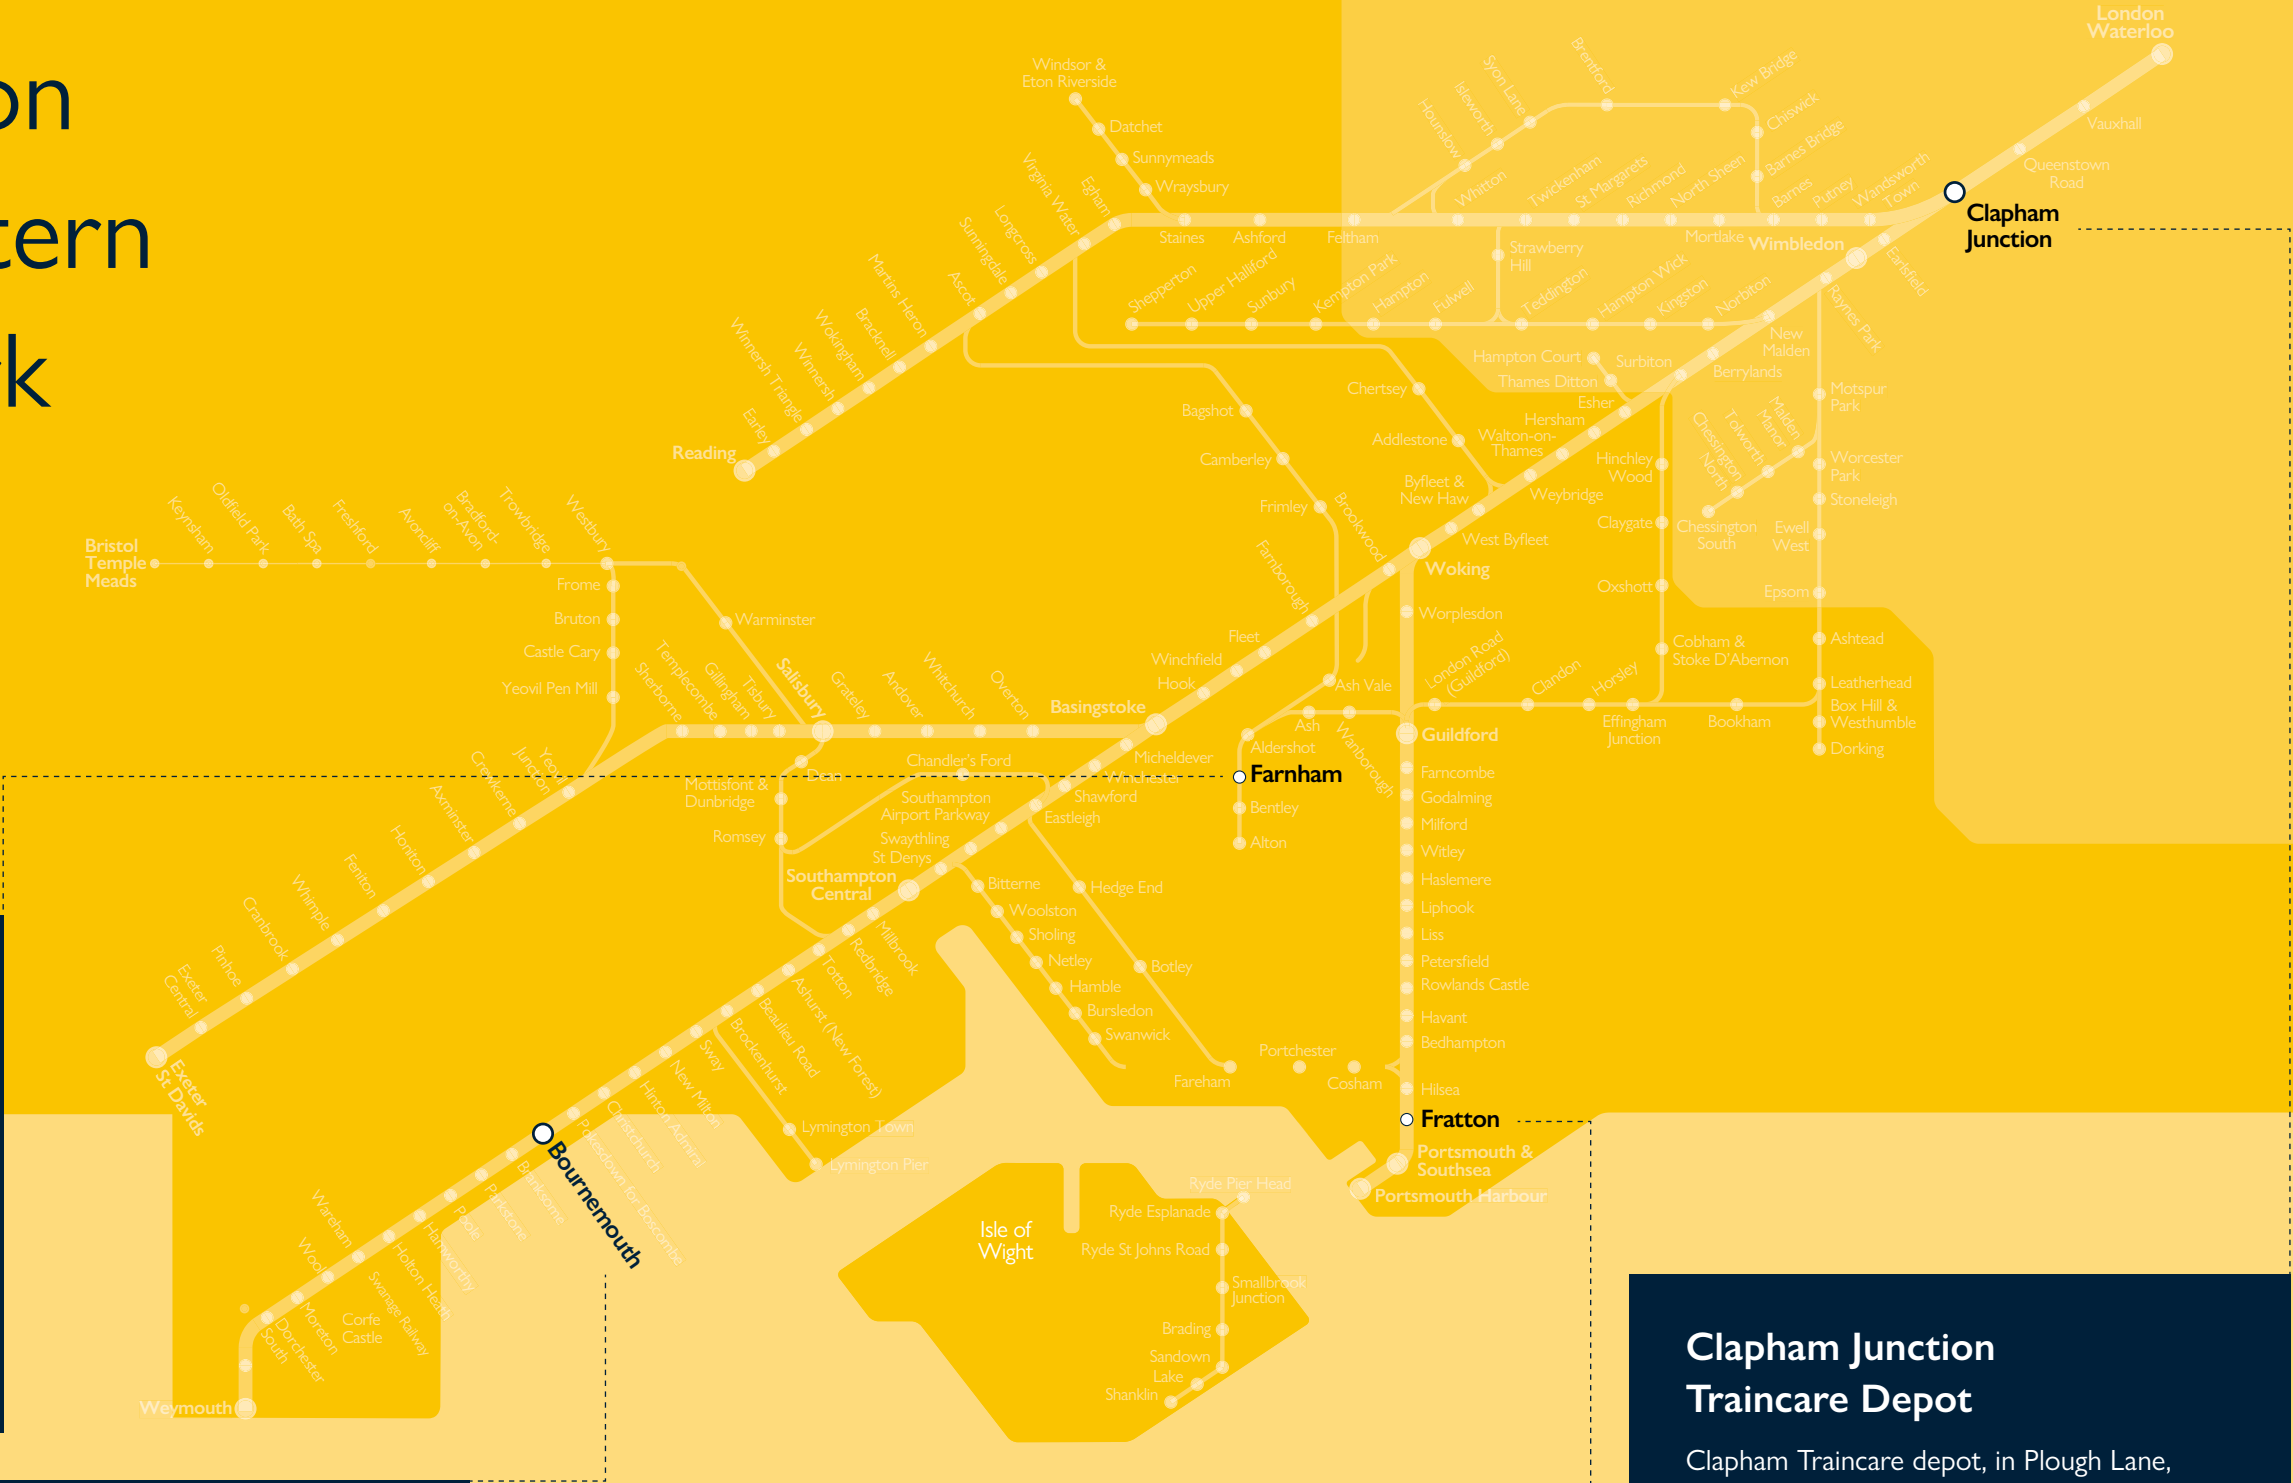 on
tern
k
London
Waterloo
Vauxhall
Queenstown
Road
Clapham
Junction
Windsor &
Eton Riverside
Datchet
Sunnymeads
Wraysbury
Hounslow
Isleworth
Syon Lane
Brentford
Kew Bridge
Chiswick
Barnes Bridge
Virginia Water
Egham
Staines
Ashford
Feltham
Whitton
Twickenham
St Margarets
Richmond
North Sheen
Mortlake
Barnes
Putney
Wandsworth
Town
Wimbledon
Earlsfield
Raynes Park
Strawberry
Hill
Shepperton
Upper Halliford
Sunbury
Kempton Park
Hampton
Fulwell
Teddington
Hampton Wick
Kingston
Norbiton
New
Malden
Berrylands
Surbiton
Hampton Court
Thames Ditton
Esher
Hersham
Walton-on-
Thames
Weybridge
Byfleet &
New Haw
West Byfleet
Woking
Motspur
Park
Malden
Manor
Tolworth
Chessington
North
Chessington
South
Worcester
Park
Stoneleigh
Ewell
West
Epsom
Ashtead
Leatherhead
Box Hill &
Westhumble
Dorking
Hinchley
Wood
Claygate
Oxshott
Cobham &
Stoke D'Abernon
Bookham
Effingham
Junction
Horsley
Clandon
London Road
(Guildford)
Longcross
Sunningdale
Ascot
Martins Heron
Bracknell
Wokingham
Winnersh
Winnersh Triangle
Earley
Reading
Chertsey
Addlestone
Bagshot
Camberley
Frimley
Brookwood
Farnborough
Fleet
Winchfield
Hook
Basingstoke
Ash Vale
Ash
Wanborough
Aldershot
Farnham
Bentley
Alton
Worplesdon
Guildford
Farncombe
Godalming
Milford
Witley
Haslemere
Liphook
Liss
Petersfield
Rowlands Castle
Havant
Bedhampton
Hilsea
Fratton
Portsmouth &
Southsea
Portsmouth Harbour
Bristol
Temple
Meads
Keynsham
Oldfield Park
Bath Spa
Freshford
Avoncliff
Bradford-
on-Avon
Trowbridge
Westbury
Frome
Bruton
Castle Cary
Yeovil Pen Mill
Warminster
Sherborne
Templecombe
Gillingham
Tisbury
Salisbury
Grateley
Andover
Whitchurch
Overton
Yeovil
Junction
Crewkerne
Axminster
Honiton
Feniton
Whimple
Cranbrook
Pinhoe
Exeter
Central
Exeter
St Davids
Dean
Mottisfont &
Dunbridge
Romsey
Chandler's Ford
Micheldever
Winchester
Shawford
Eastleigh
Southampton
Airport Parkway
Swaythling
St Denys
Southampton
Central
Bitterne
Woolston
Sholing
Netley
Hamble
Bursledon
Swanwick
Hedge End
Botley
Fareham
Portchester
Cosham
Millbrook
Redbridge
Totton
Ashurst (New Forest)
Beaulieu Road
Brockenhurst
Lymington Town
Lymington Pier
Sway
New Milton
Hinton Admiral
Christchurch
Pokesdown for Boscombe
Bournemouth
Branksome
Parkstone
Poole
Hamworthy
Holton Heath
Wareham
Swanage Railway
Corfe
Castle
Wool
Moreton
Dorchester
South
Weymouth
Isle of
Wight
Ryde Pier Head
Ryde Esplanade
Ryde St Johns Road
Smallbrook
Junction
Brading
Sandown
Lake
Shanklin
Clapham Junction
Traincare Depot
Clapham Traincare depot, in Plough Lane,